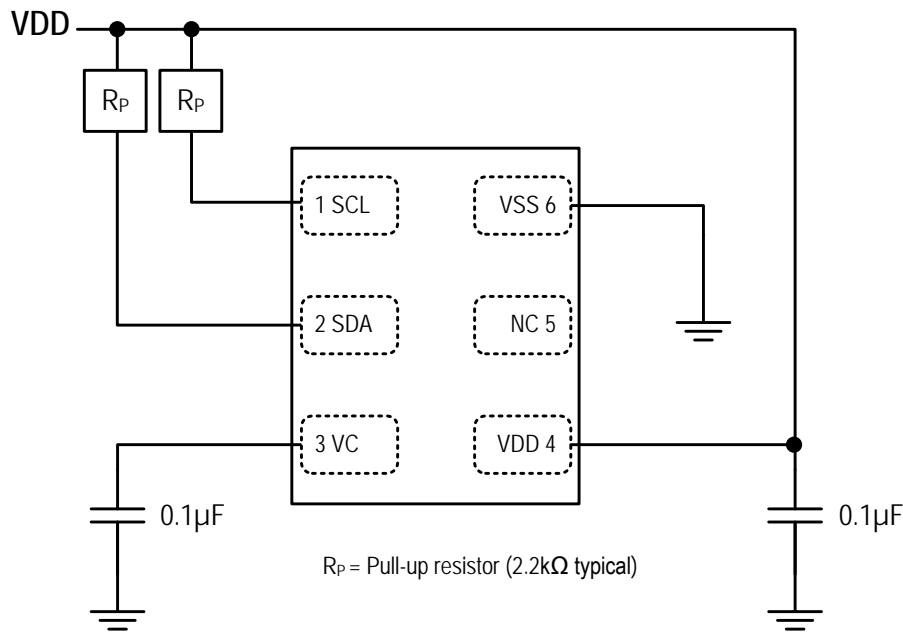 VDD
RP
RP
1 SCL
VSS 6
2 SDA
NC 5
3 VC
VDD 4
0.1µF
0.1µF
RP = Pull-up resistor (2.2kΩ typical)